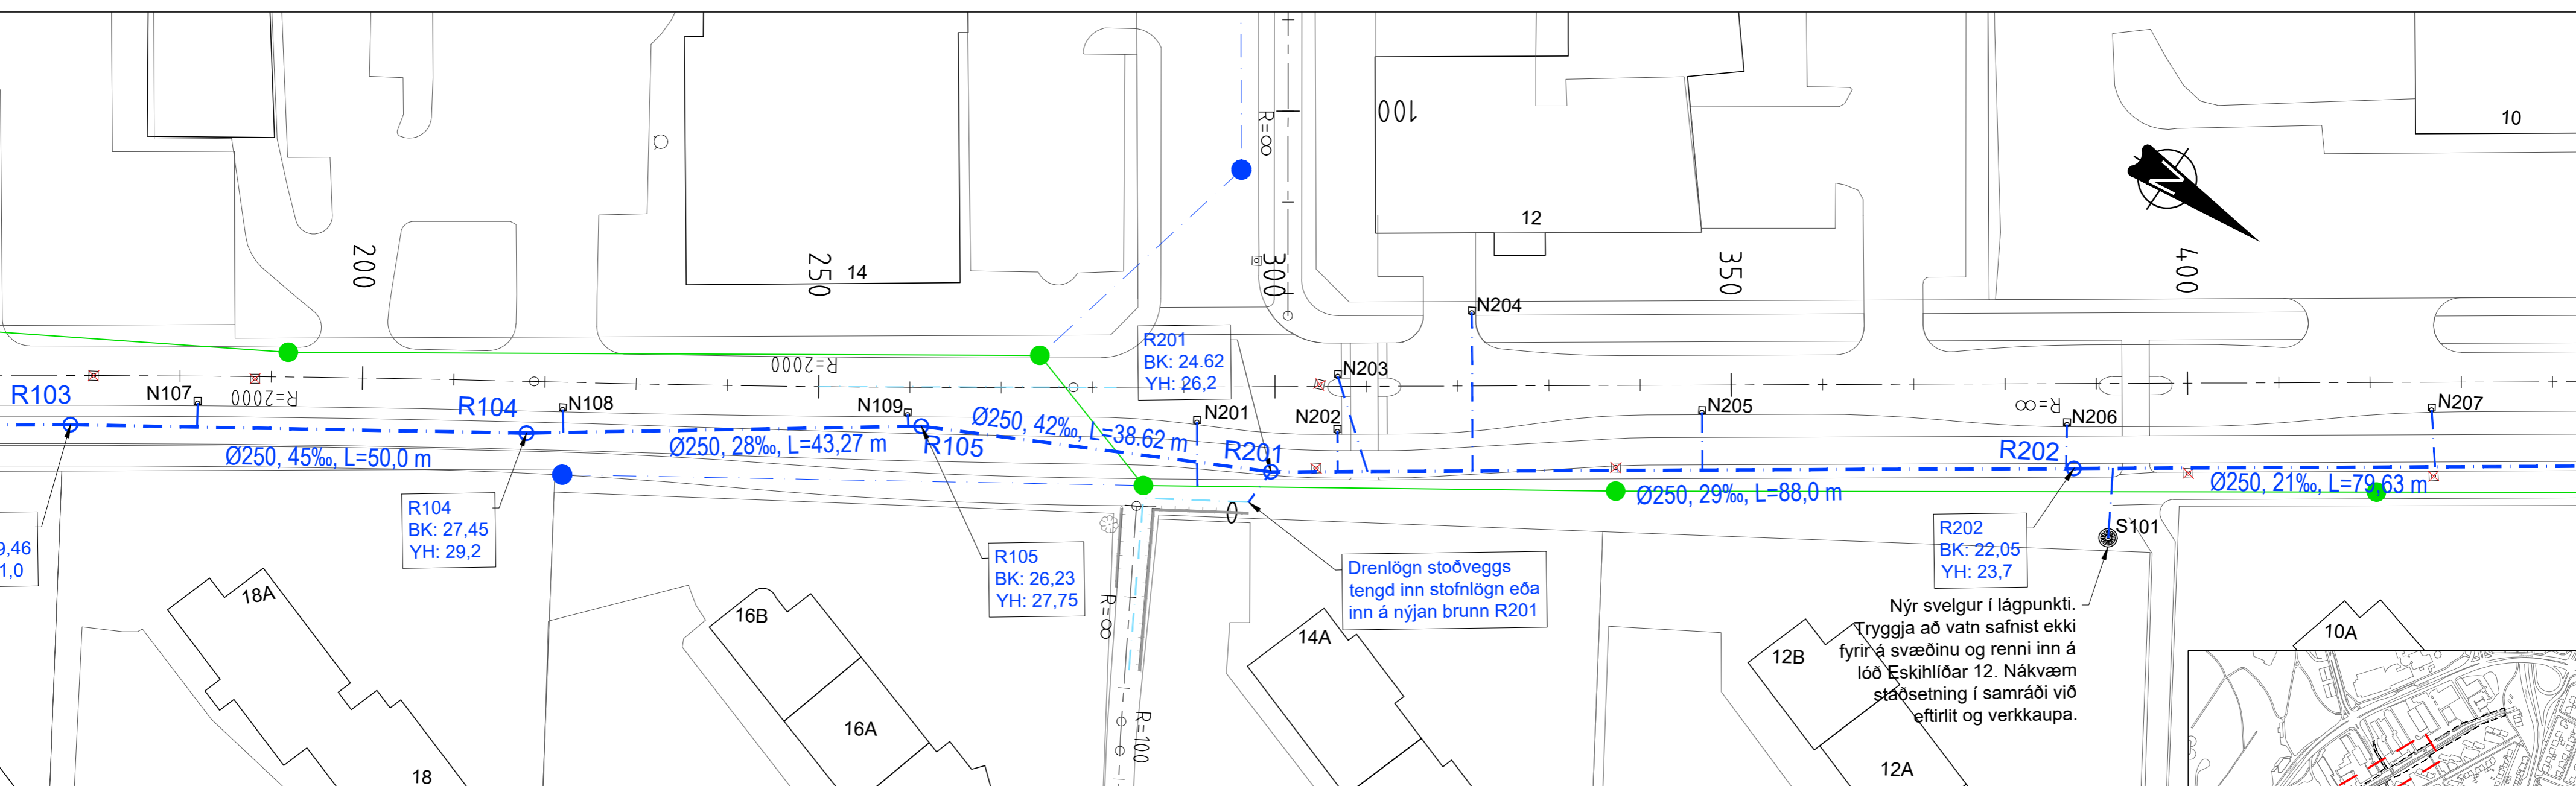 10
100
R=∞
12
200
250
14
300
350
400
N204
R=2000
R201
BK: 24.62
YH: 26,2
N203
R103
N107
R=2000
R104
N108
N109
Ø250, 42‰, L=38.62 m
N201
N202
N205
R=∞
N206
N207
Ø250, 45‰, L=50,0 m
Ø250, 28‰, L=43,27 m
R105
R201
R202
Ø250, 29‰, L=88,0 m
Ø250, 21‰, L=79,63 m
R104
BK: 27,45
YH: 29,2
9,46
1,0
R105
BK: 26,23
YH: 27,75
0
Drenlögn stoðveggs
tengd inn stofnlögn eða
inn á nýjan brunn R201
R202
BK: 22,05
YH: 23,7
S101
Nýr svelgur í lágpunkti.
Tryggja að vatn safnist ekki
fyrir á svæðinu og renni inn á
lóð Eskihlíðar 12. Nákvæm
staðsetning í samráði við
eftirlit og verkkaupa.
18A
16B
R=∞
14A
12B
10A
16A
R=100
18
12A
N